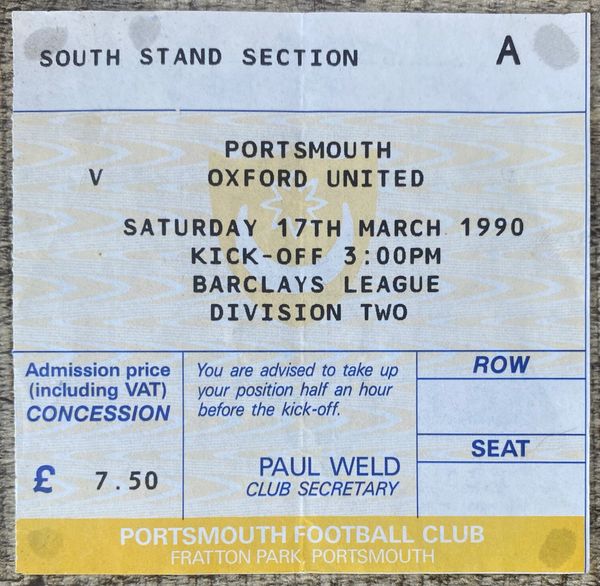 SOUTH STAND SECTION A
PORTSMOUTH
V OXFORD UNITED
SATURDAY 17TH MARCH 1990
KICK-OFF 3:00PM
BARCLAYS LEAGUE
DIVISION TWO
Admission price
(including VAT)
CONCESSION
£ 7.50
You are advised to take up
your position half an hour
before the kick-off.
PAUL WELD
CLUB SECRETARY
ROW
SEAT
PORTSMOUTH FOOTBALL CLUB
FRATTON PARK, PORTSMOUTH